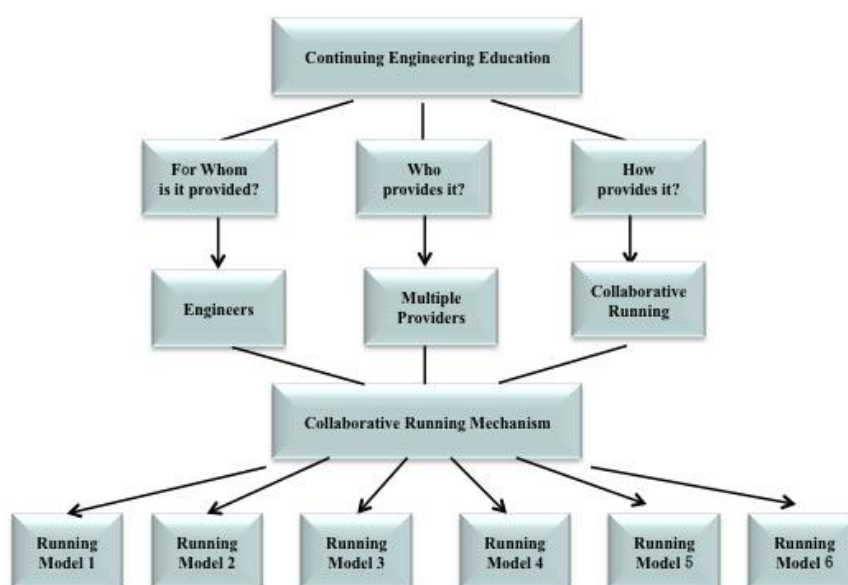 Continuing Engineering Education
For Whom
is it provided?
Who
provides it?
How
provides it?
Engineers
Multiple
Providers
Collaborative
Running
Collaborative Running Mechanism
Running
Model 1
Running
Model 2
Running
Model 3
Running
Model 4
Running
Model 5
Running
Model 6